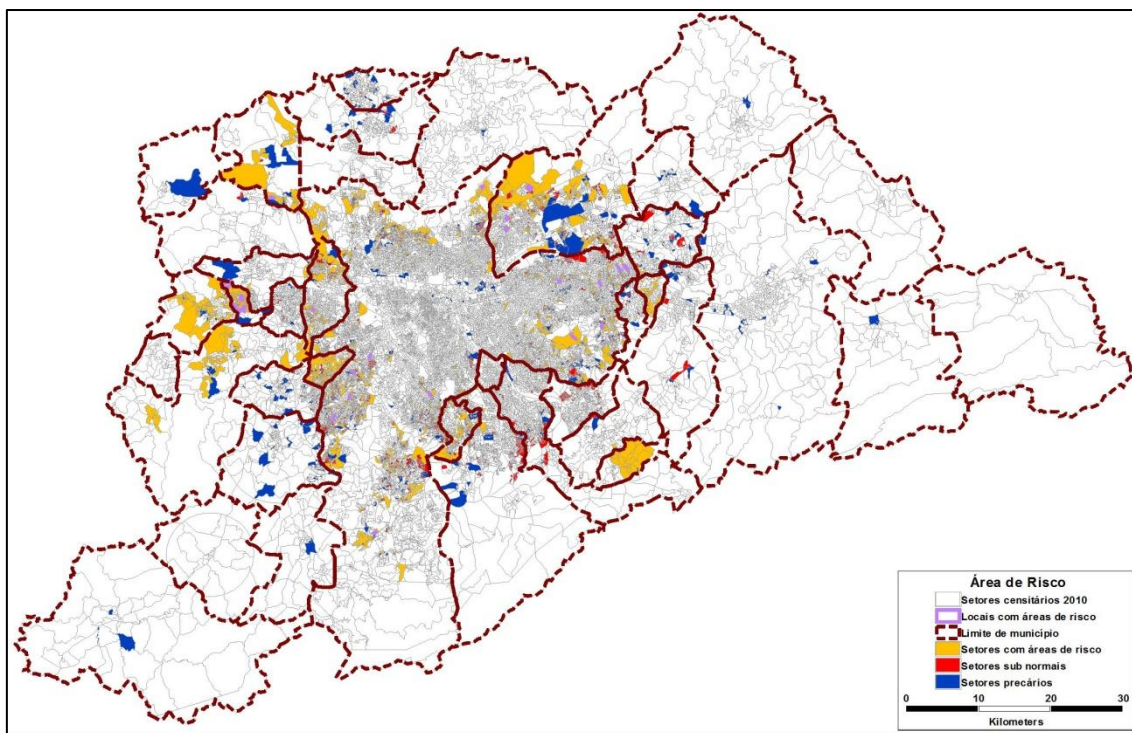 Área de Risco
Setores censitários 2010
Locais com áreas de risco
Limite de município
Setores com áreas de risco
Setores sub normais
Setores precários
0 10 20 30
Kilometers